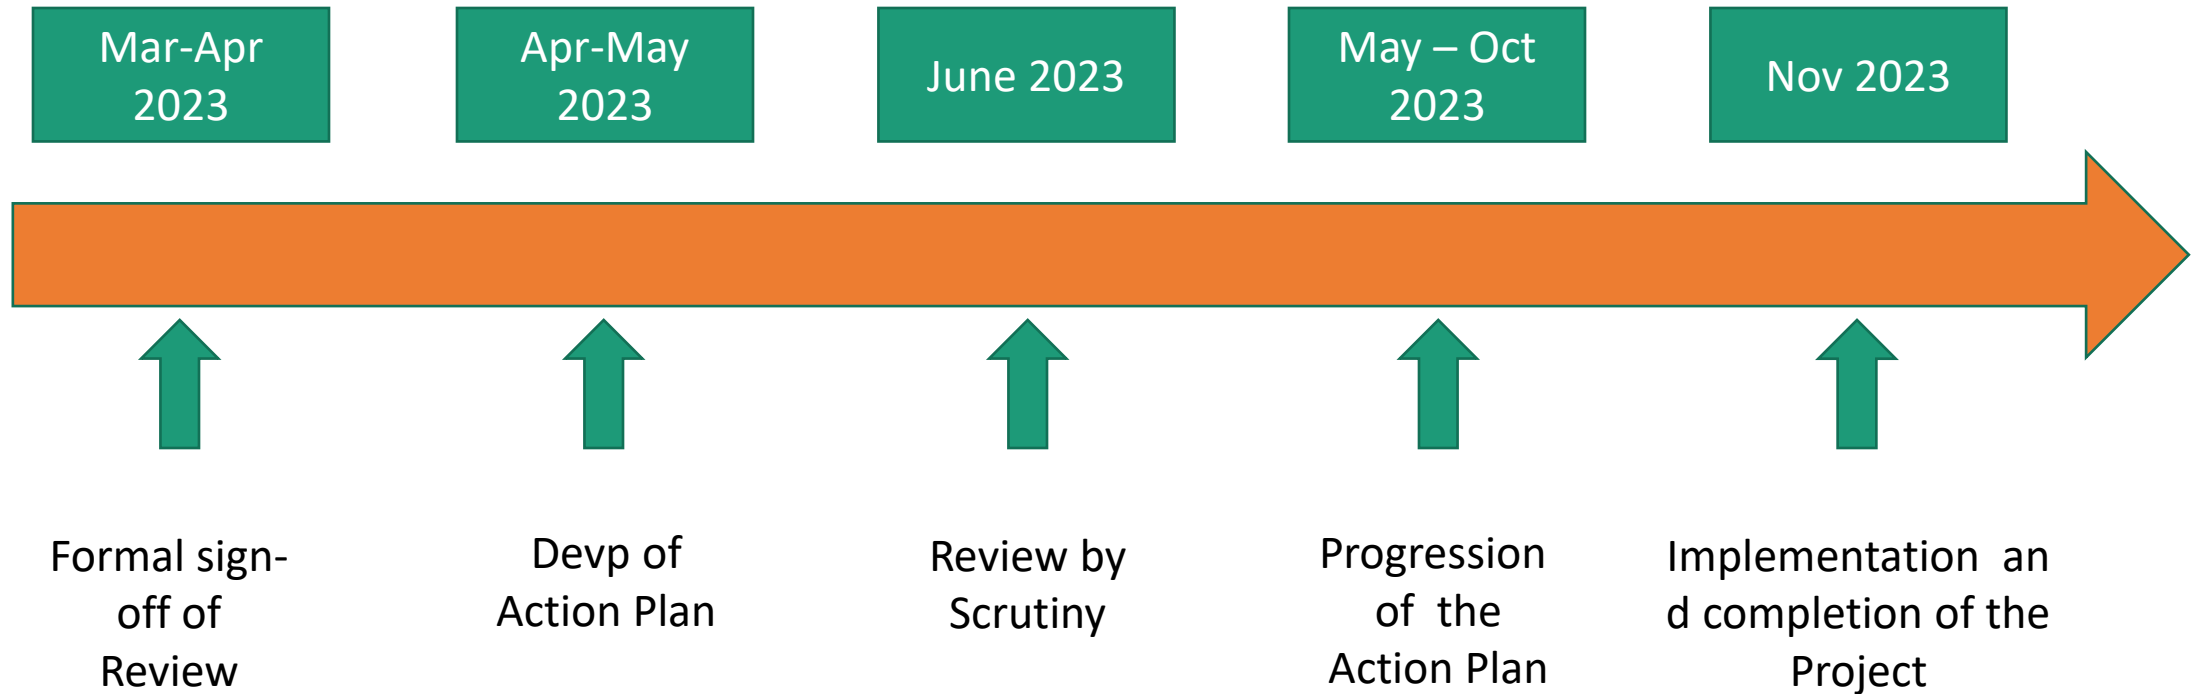 Mar-Apr
2023
Apr-May
2023
June 2023
May – Oct
2023
Nov 2023
Formal sign-
off of
Review
Devp of
Action Plan
Review by
Scrutiny
Progression
of the
Action Plan
Implementation an
d completion of the
Project